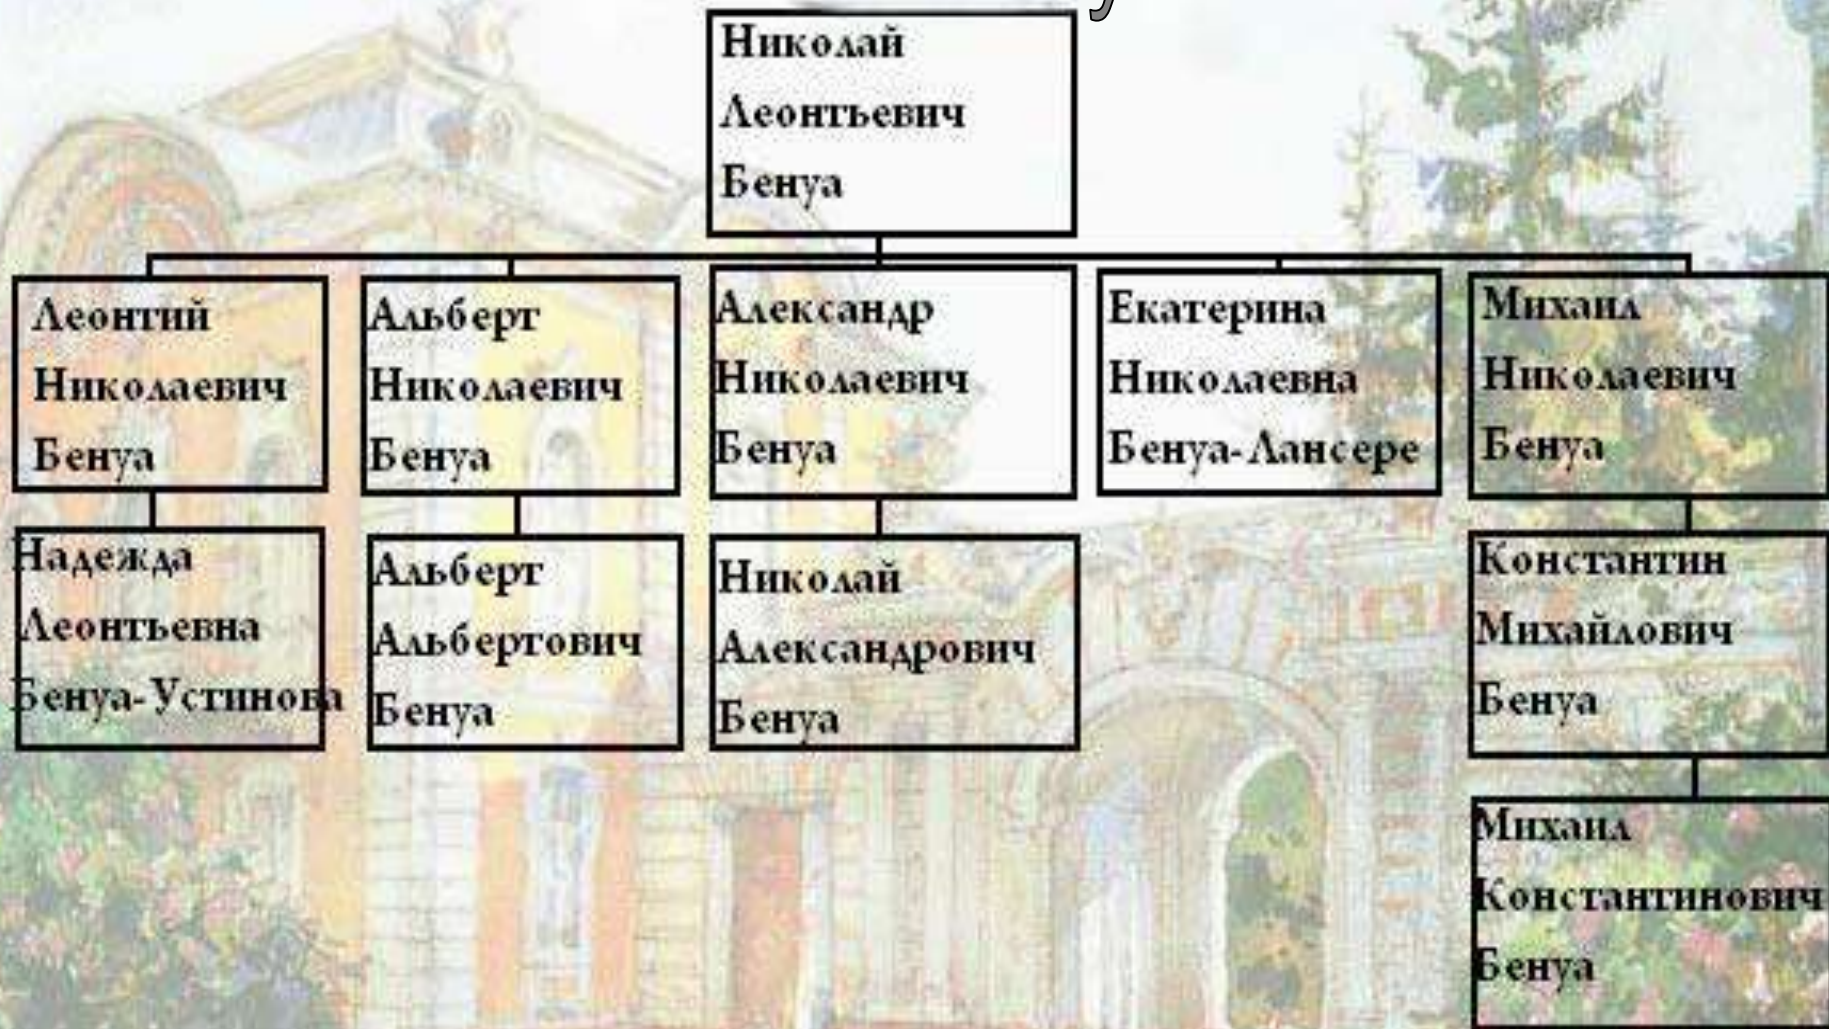 Николай
Леонтьевич
Бенуа
Леонтий
Николаевич
Бенуа
Альберт
Николаевич
Бенуа
Александр
Николаевич
Бенуа
Екатерина
Николаевна
Бенуа-Лансере
Михаил
Николаевич
Бенуа
Надежда
Леонтьевна
Бенуа-Устинова
Альберт
Альбертович
Бенуа
Николай
Александрович
Бенуа
Константин
Михайлович
Бенуа
Михаил
Константинович
Бенуа